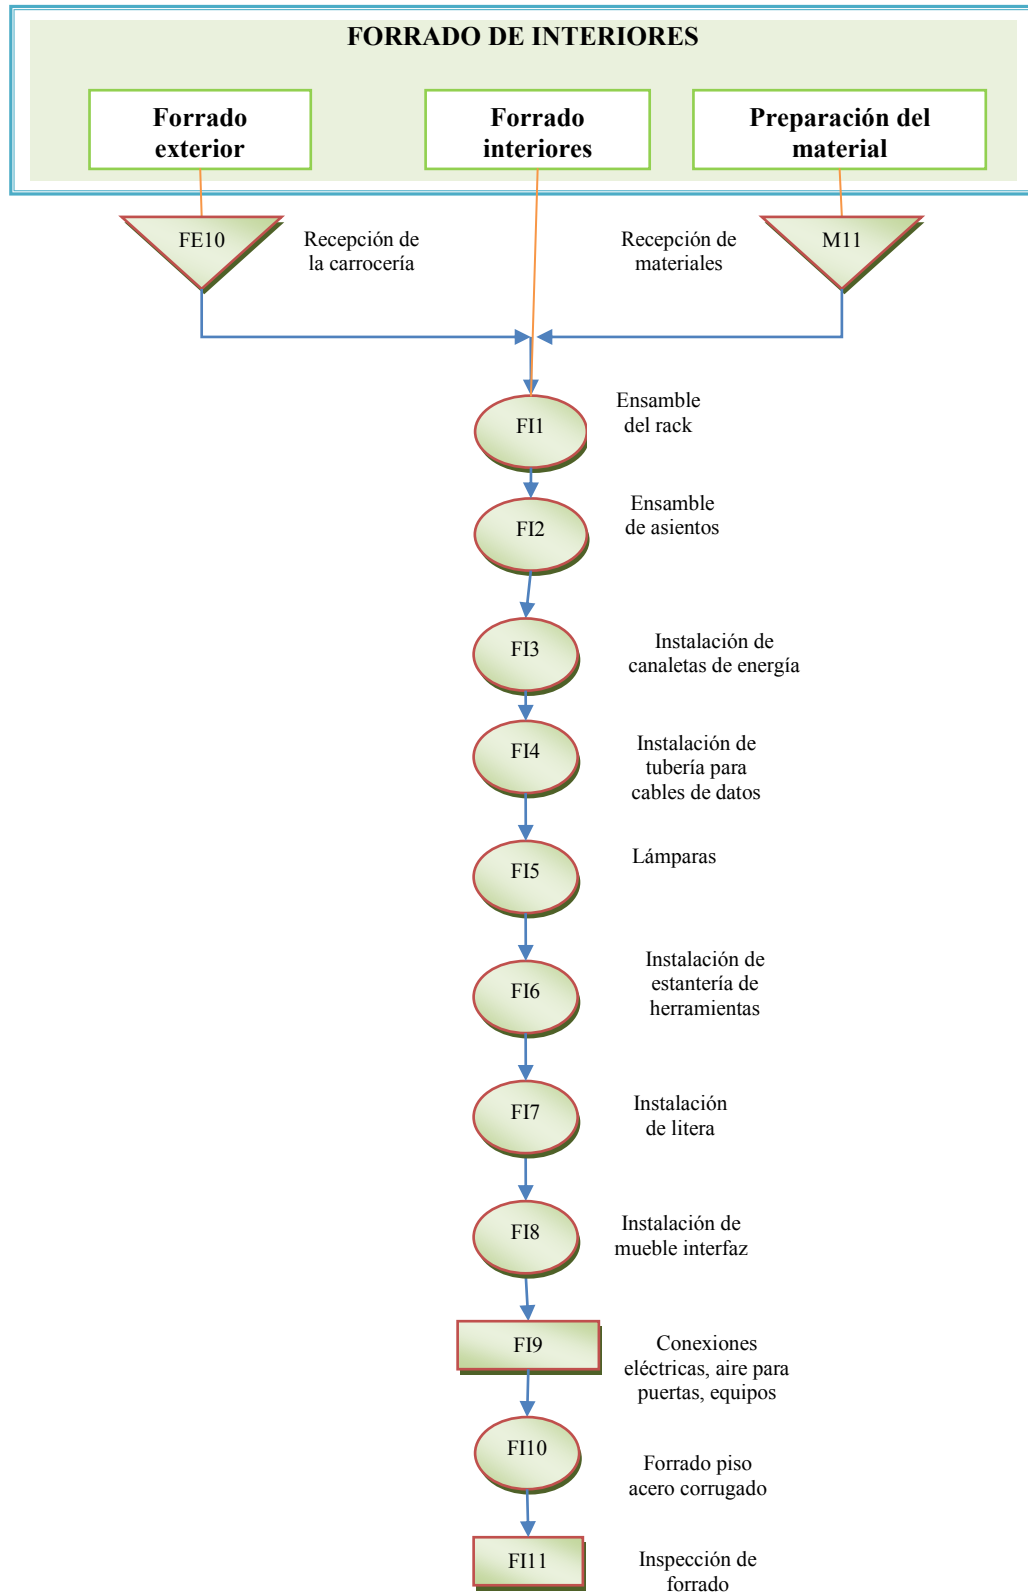 FORRADO DE INTERIORES
Forrado
exterior
Forrado
interiores
Preparación del
material
FE10
Recepción de
la carrocería
Recepción de
materiales
M11
FI1
Ensamble
del rack
FI2
Ensamble
de asientos
FI3
Instalación de
canaletas de energía
FI4
Instalación de
tubería para
cables de datos
FI5
Lámparas
FI6
Instalación de
estantería de
herramientas
FI7
Instalación
de litera
FI8
Instalación de
mueble interfaz
FI9
Conexiones
eléctricas, aire para
puertas, equipos
FI10
Forrado piso
acero corrugado
FI11
Inspección de
forrado